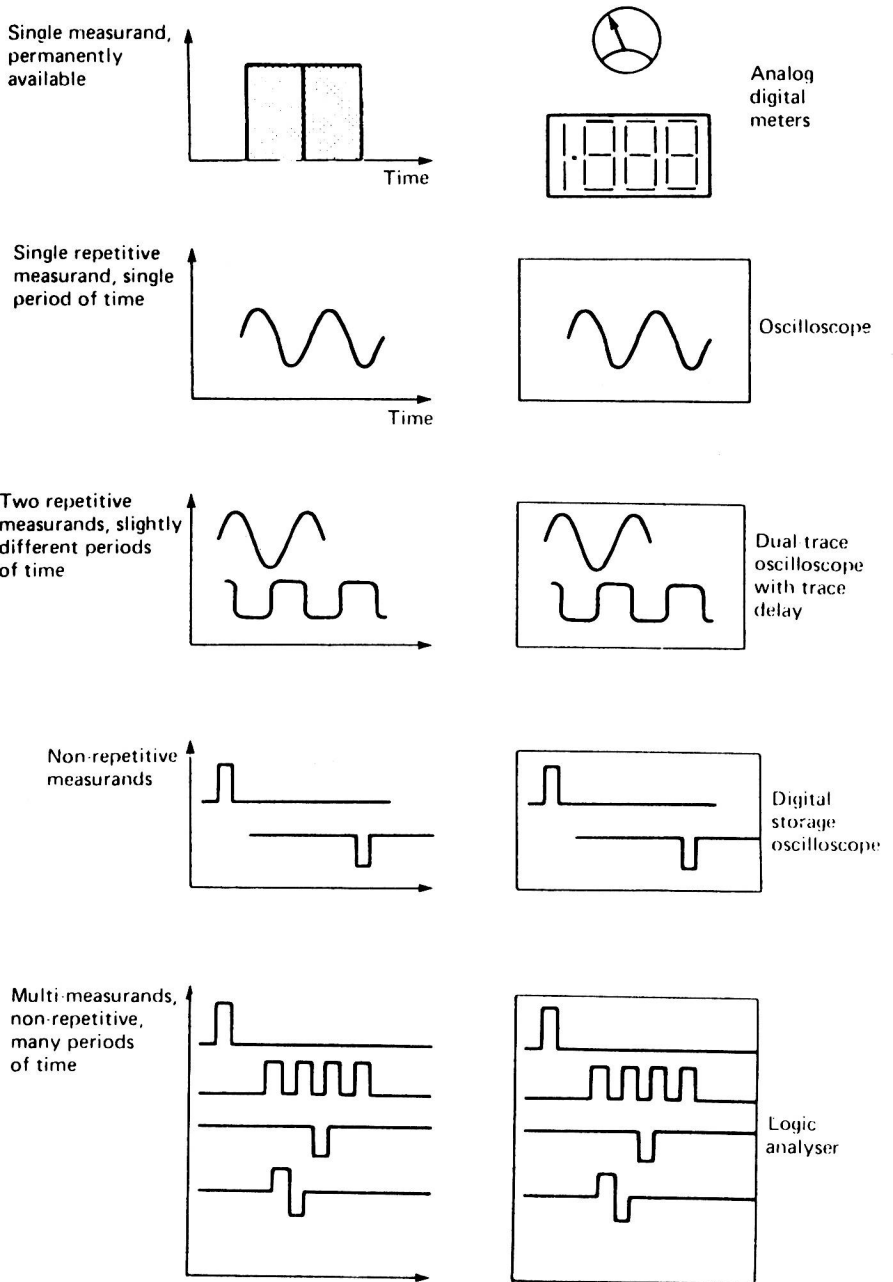 Single measurand,
permanently
available
Time
Analog
digital
meters
1.888
Single repetitive
measurand, single
period of time
Time
Oscilloscope
Two repetitive
measurands, slightly
different periods
of time
Dual trace
oscilloscope
with trace
delay
Non-repetitive
measurands
Digital
storage
oscilloscope
Multi-measurands,
non-repetitive,
many periods
of time
Logic
analyser